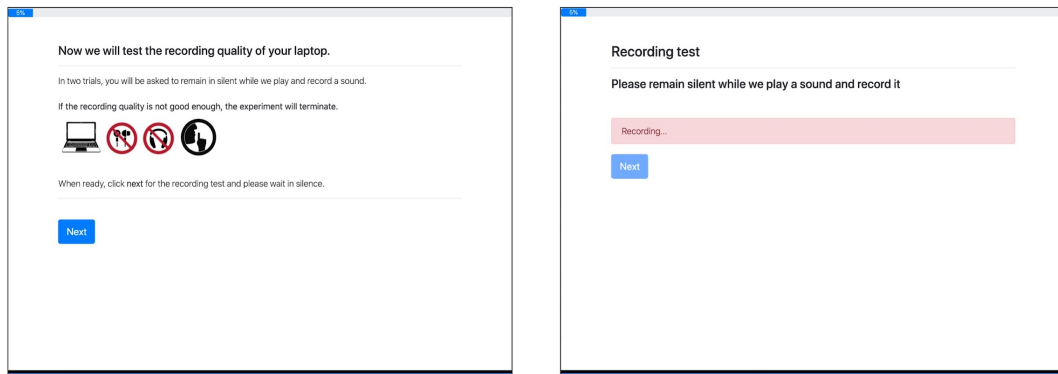 5%
Now we will test the recording quality of your laptop.
In two trials, you will be asked to remain in silent while we play and record a sound.
If the recording quality is not good enough, the experiment will terminate.
When ready, click next for the recording test and please wait in silence.
Next
5%
Recording test
Please remain silent while we play a sound and record it
Recording...
Next